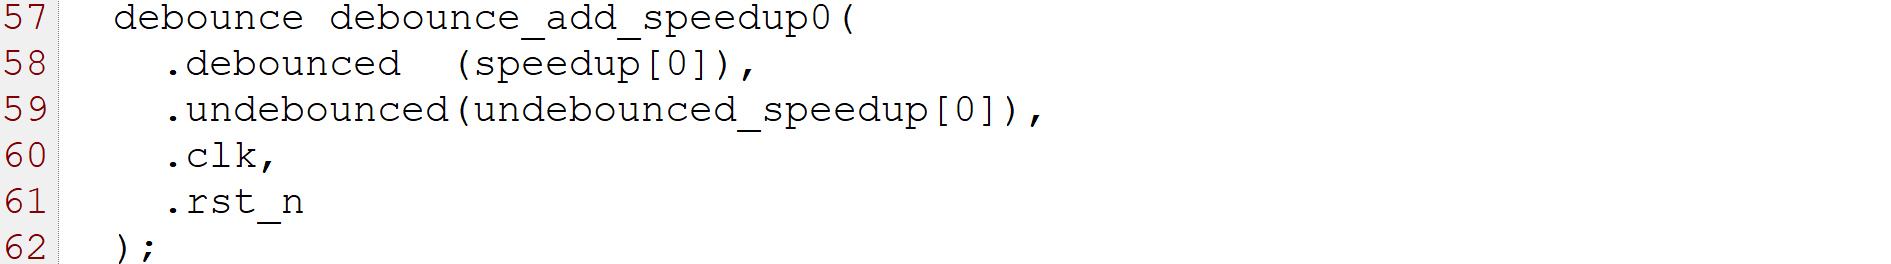 57 debounce debounce_add_speedup0(
58 .debounced (speedup[0]),
59 .undebounced(undebounced_speedup[0]),
60 .clk,
61 .rst_n
62 );